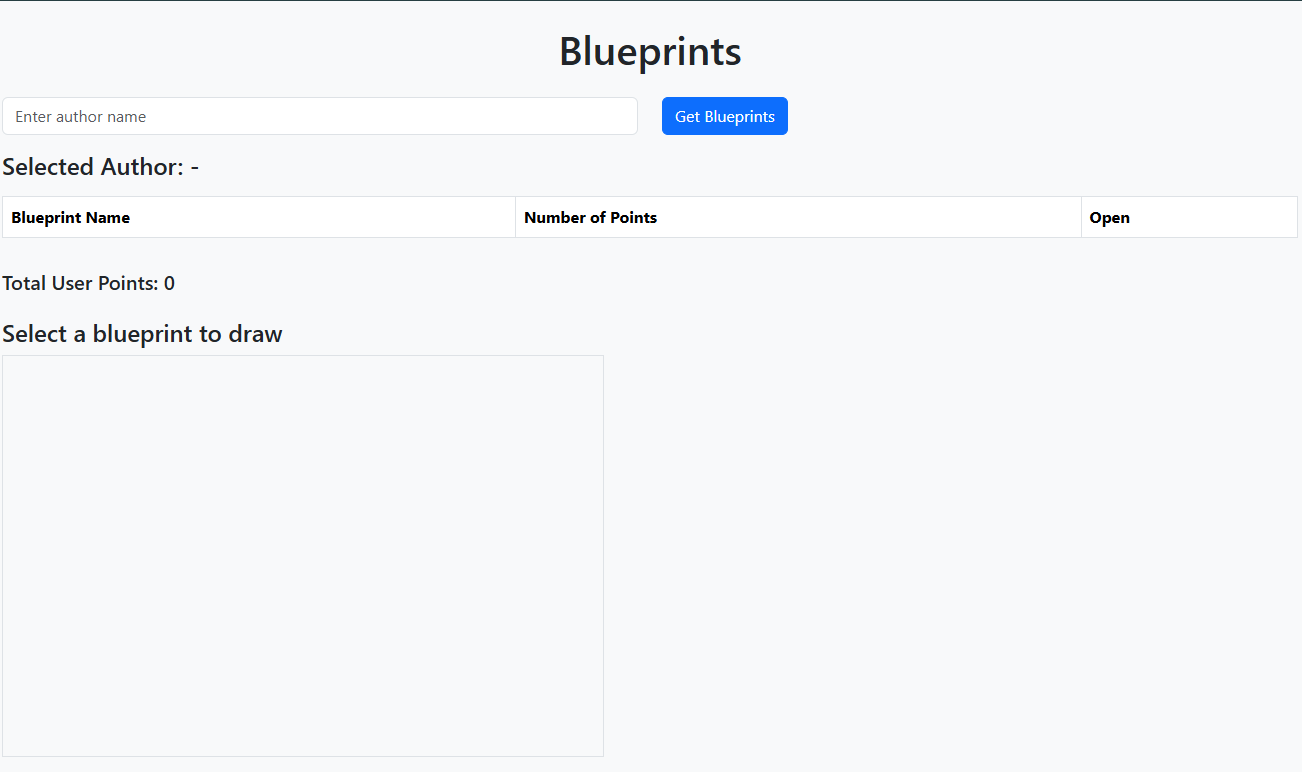 Blueprints
Enter author name
Get Blueprints
Selected Author: -
Blueprint Name
Number of Points
Open
Total User Points: 0
Select a blueprint to draw